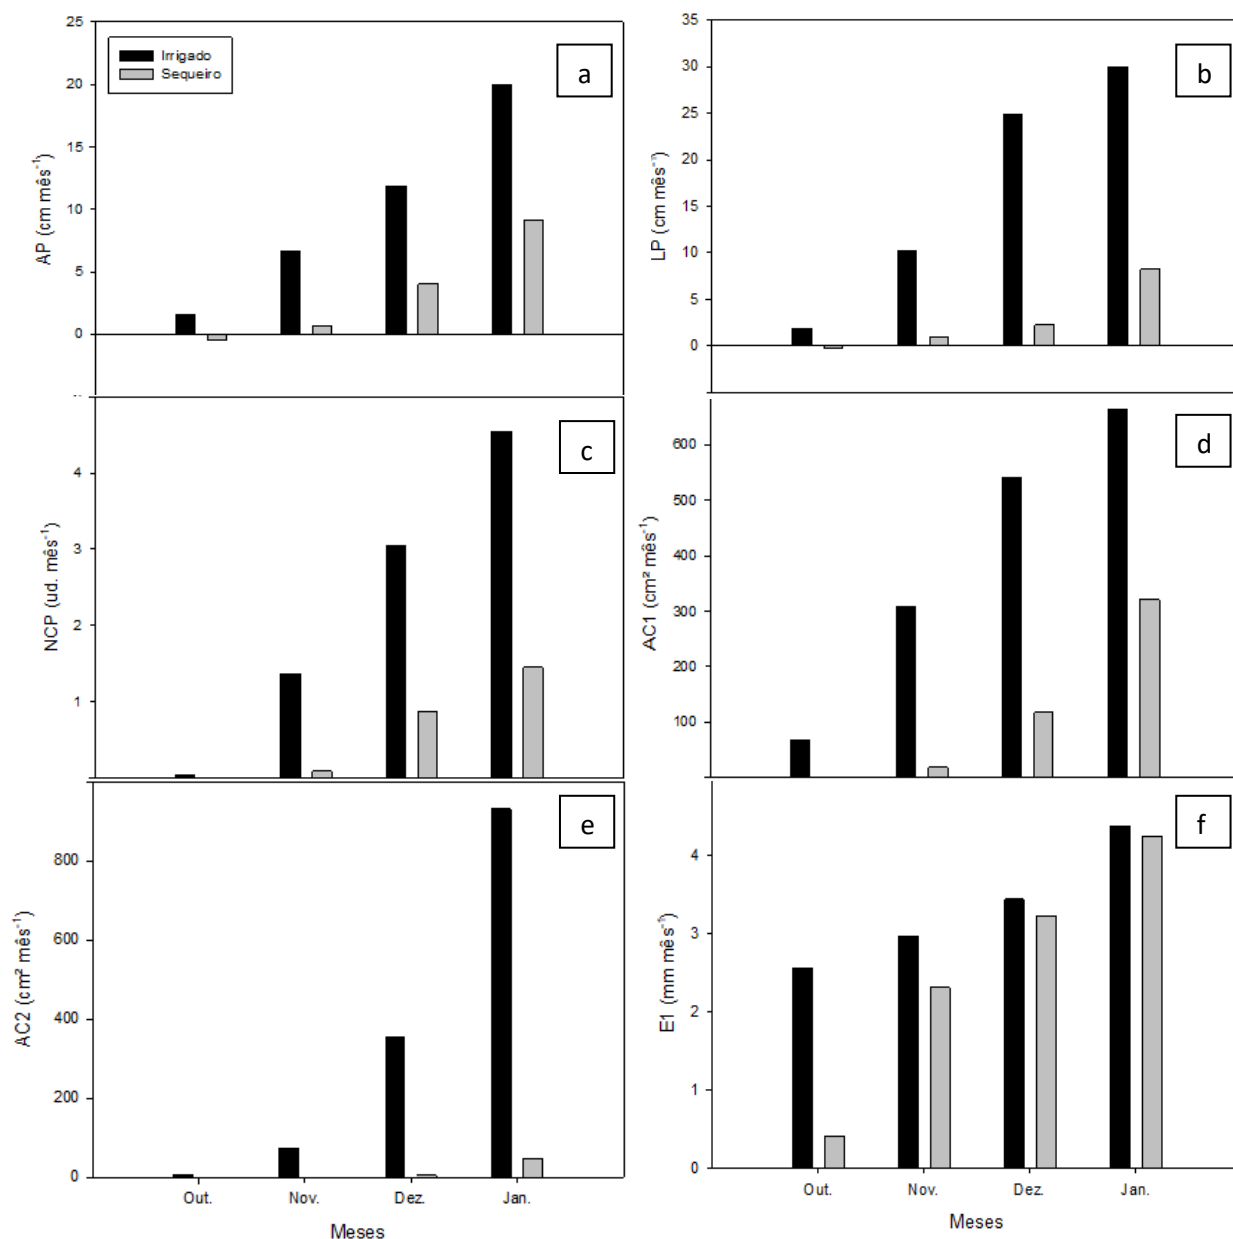 25
20
15
10
5
0
AP (cm mês⁻¹)
Irrigado
Sequeiro
a
35
30
25
20
15
10
5
0
LP (cm mês⁻¹)
b
4
3
2
1
NCP (ud. mês⁻¹)
c
600
500
400
300
200
100
AC1 (cm² mês⁻¹)
d
800
600
400
200
0
AC2 (cm² mês⁻¹)
e
Out.
Nov.
Dez.
Jan.
Meses
4
3
2
1
0
E1 (mm mês⁻¹)
f
Out.
Nov.
Dez.
Jan.
Meses